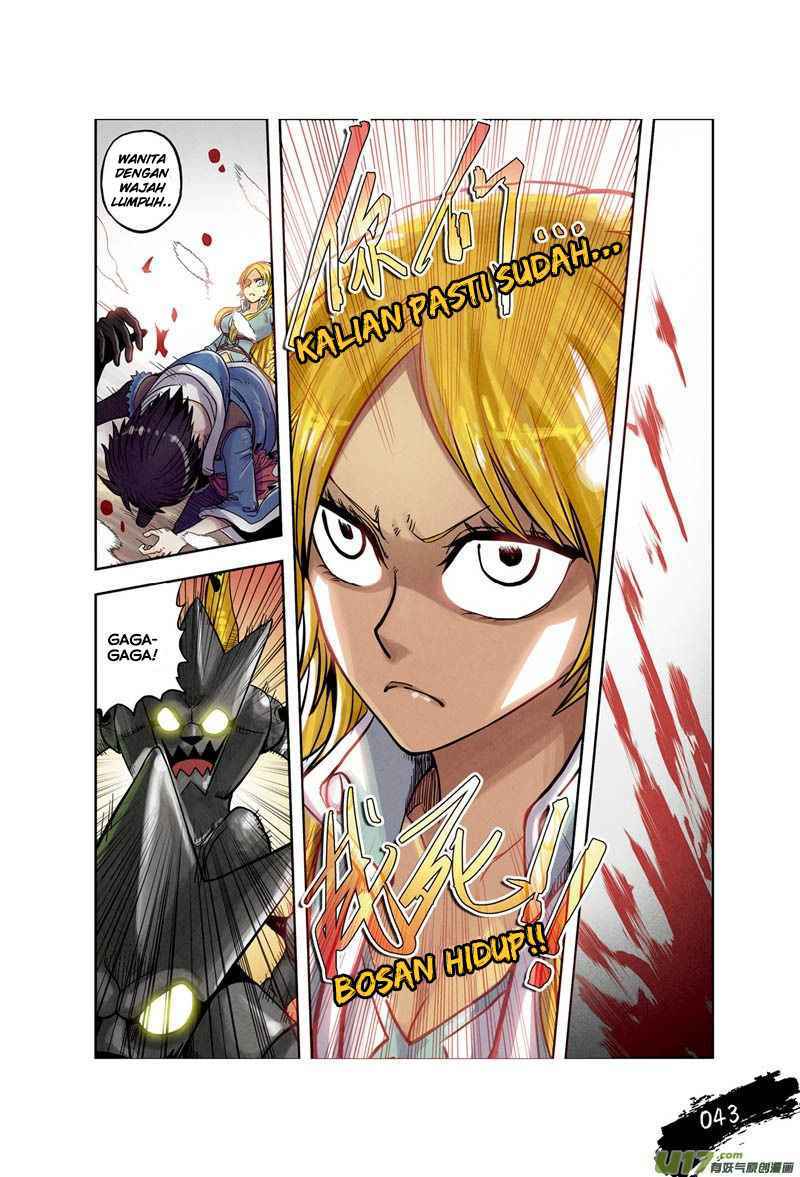 WANITA
DENGAN
WAJAH
LUMPUH..
你们...
KALIAN PASTI SUDAH...
GAGA-
GAGA!
找死!!
BOSAN HIDUP!!
043
U17.com
有妖气原创漫画